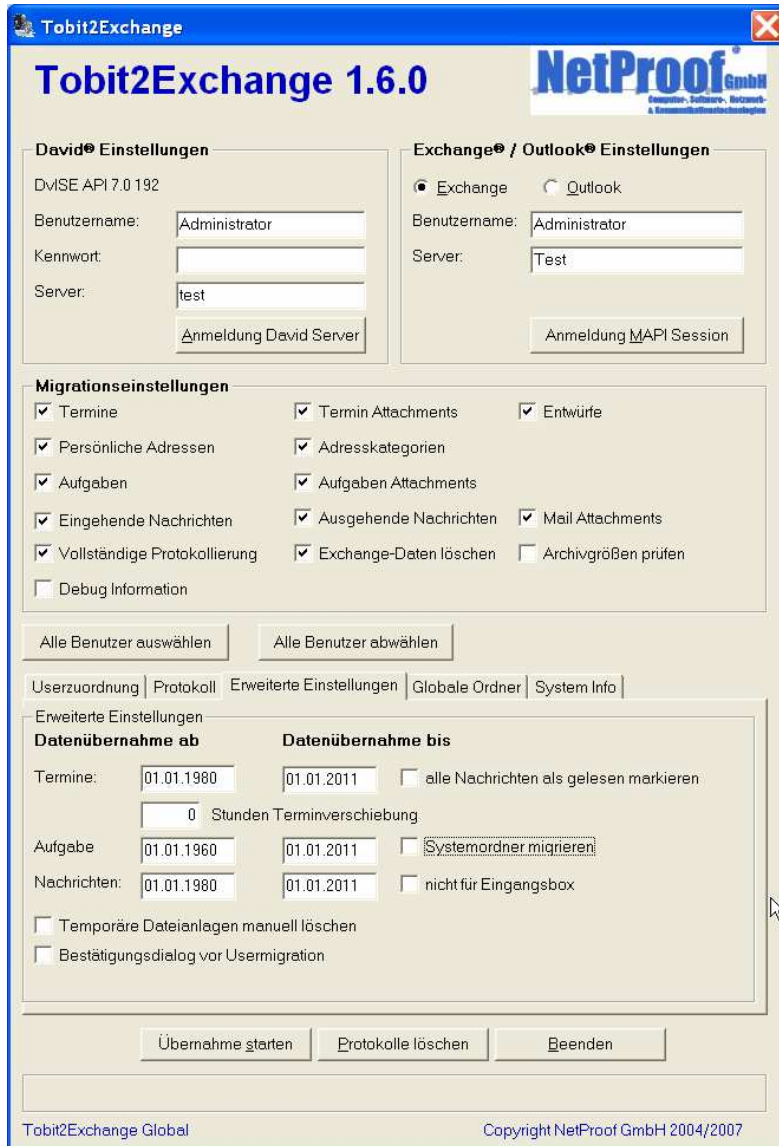 Tobit2Exchange
Tobit2Exchange 1.6.0
NetProof GmbH
Computer-, Software-, Netzwerk-
& Kommunikationstechnologien
David® Einstellungen
DvISE API 7.0 192
Benutzername: Administrator
Kennwort:
Server: test
Anmeldung David Server
Exchange® / Outlook® Einstellungen
Exchange Outlook
Benutzername: Administrator
Server: Test
Anmeldung MAPI Session
Migrationseinstellungen
Termine Termin Attachments Entwürfe
Persönliche Adressen Adresskategorien
Aufgaben Aufgaben Attachments
Eingehende Nachrichten Ausgehende Nachrichten Mail Attachments
Vollständige Protokollierung Exchange-Daten löschen Archivgrößen prüfen
Debug Information
Alle Benutzer auswählen Alle Benutzer abwählen
Userzuordnung Protokoll Erweiterte Einstellungen Globale Ordner System Info
Erweiterte Einstellungen
Datenübernahme ab Datenübernahme bis
Termine: 01.01.1980 01.01.2011 alle Nachrichten als gelesen markieren
0 Stunden Terminverschiebung
Aufgabe 01.01.1960 01.01.2011 Systemordner migrieren
Nachrichten: 01.01.1980 01.01.2011 nicht für Eingangsbox
Temporäre Dateianlagen manuell löschen
Bestätigungsdialog vor Usermigration
Übernahme starten Protokolle löschen Beenden
Tobit2Exchange Global Copyright NetProof GmbH 2004/2007